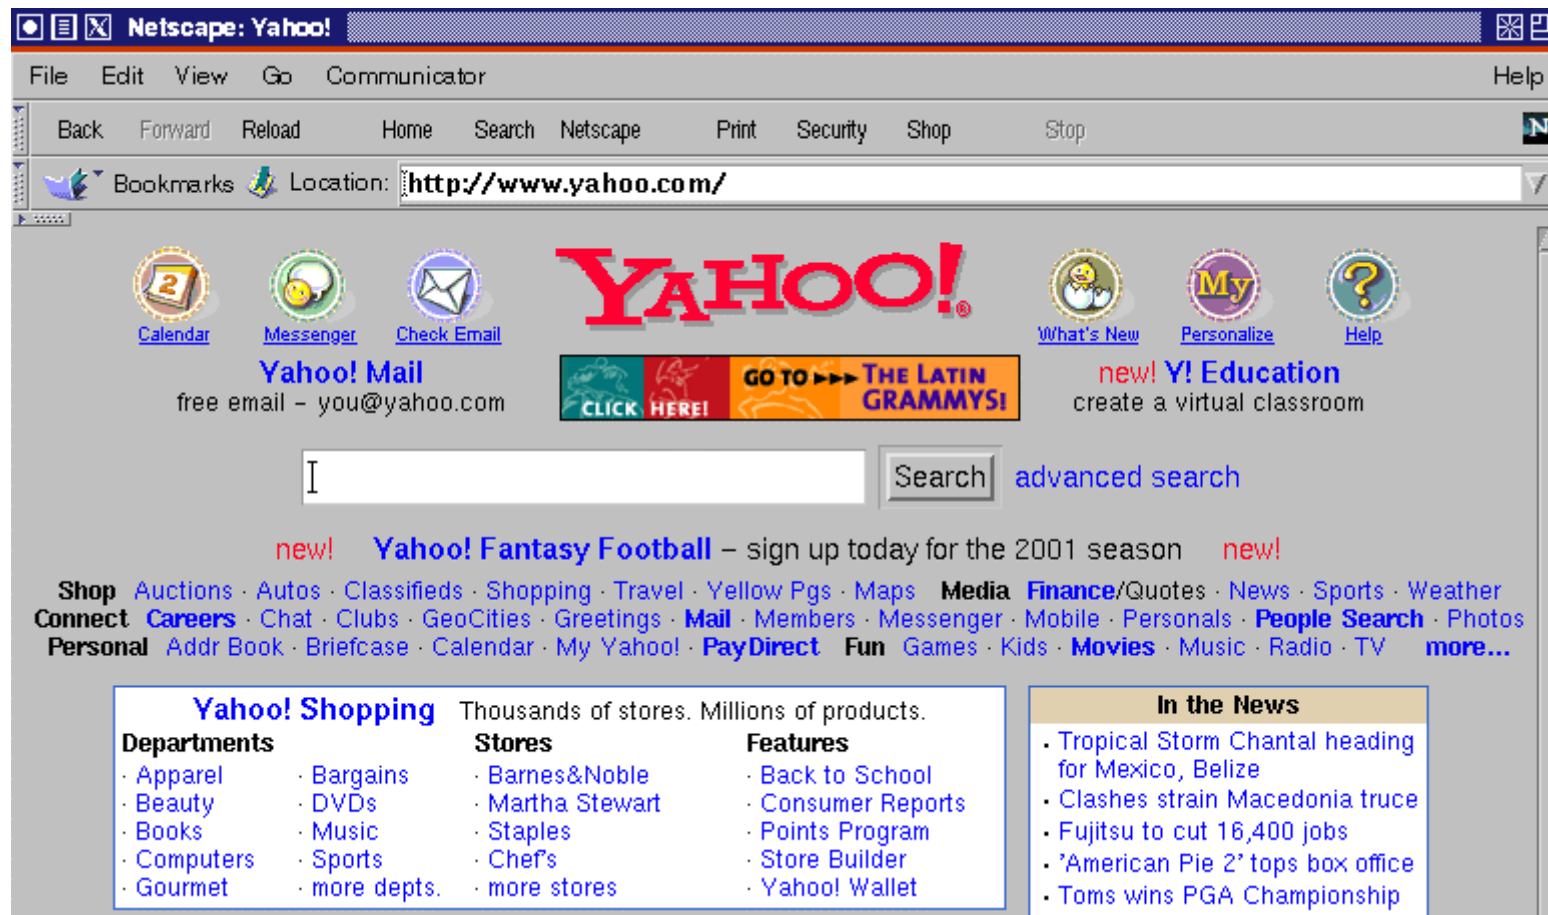 Netscape: Yahoo!
File Edit View Go Communicator Help
Back Forward Reload Home Search Netscape Print Security Shop Stop N
Bookmarks Location: http://www.yahoo.com/
2 YAHOO!® My ?
Calendar Messenger Check Email What's New Personalize Help
Yahoo! Mail
free email – you@yahoo.com
CLICK HERE! GO TO THE LATIN
GRAMMYS!
new! Y! Education
create a virtual classroom
Search advanced search
new! Yahoo! Fantasy Football – sign up today for the 2001 season new!
Shop Auctions · Autos · Classifieds · Shopping · Travel · Yellow Pgs · Maps Media Finance/Quotes · News · Sports · Weather
Connect Careers · Chat · Clubs · GeoCities · Greetings · Mail · Members · Messenger · Mobile · Personals · People Search · Photos
Personal Addr Book · Briefcase · Calendar · My Yahoo! · PayDirect Fun Games · Kids · Movies · Music · Radio · TV more...
Yahoo! Shopping Thousands of stores. Millions of products.
Departments Stores Features
· Apparel · Bargains · Barnes&Noble · Back to School
· Beauty · DVDs · Martha Stewart · Consumer Reports
· Books · Music · Staples · Points Program
· Computers · Sports · Chef's · Store Builder
· Gourmet · more depts. · more stores · Yahoo! Wallet
In the News
· Tropical Storm Chantal heading
for Mexico, Belize
· Clashes strain Macedonia truce
· Fujitsu to cut 16,400 jobs
· 'American Pie 2' tops box office
· Toms wins PGA Championship